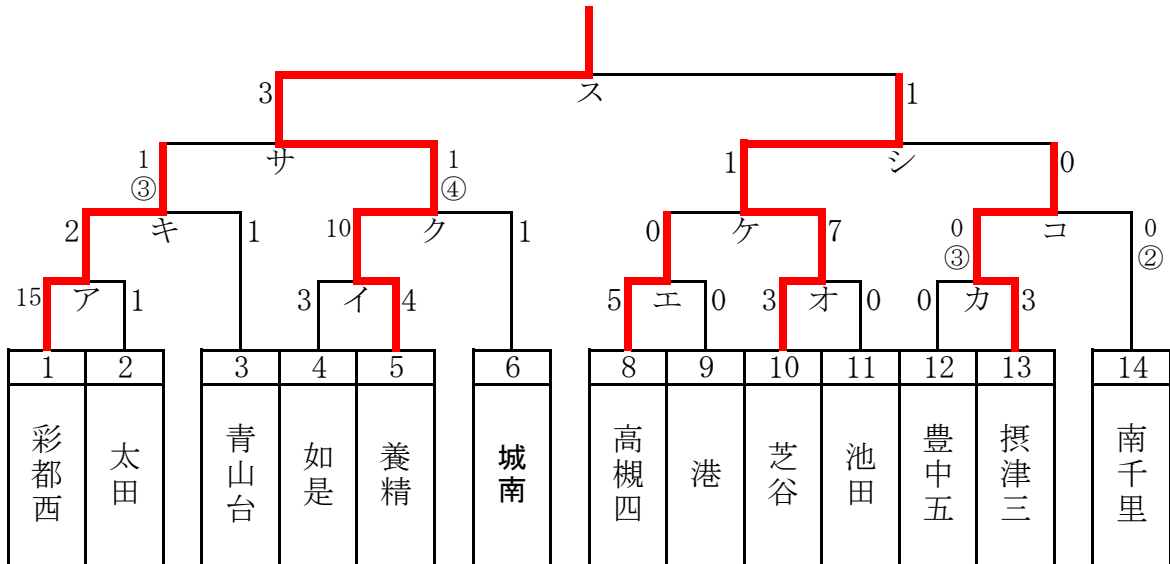 ス
3 1
サ シ
1 1 1 0
③ ④
キ ク ケ コ
2 1 10 1 0 7 0 0
③ ②
ア イ エ オ カ
15 1 3 4 5 0 3 0 0 3
1 2 3 4 5 6 8 9 10 11 12 13 14
彩都西
太田
青山台
如是
養精
城南
高槻四
港
芝谷
池田
豊中五
摂津三
南千里